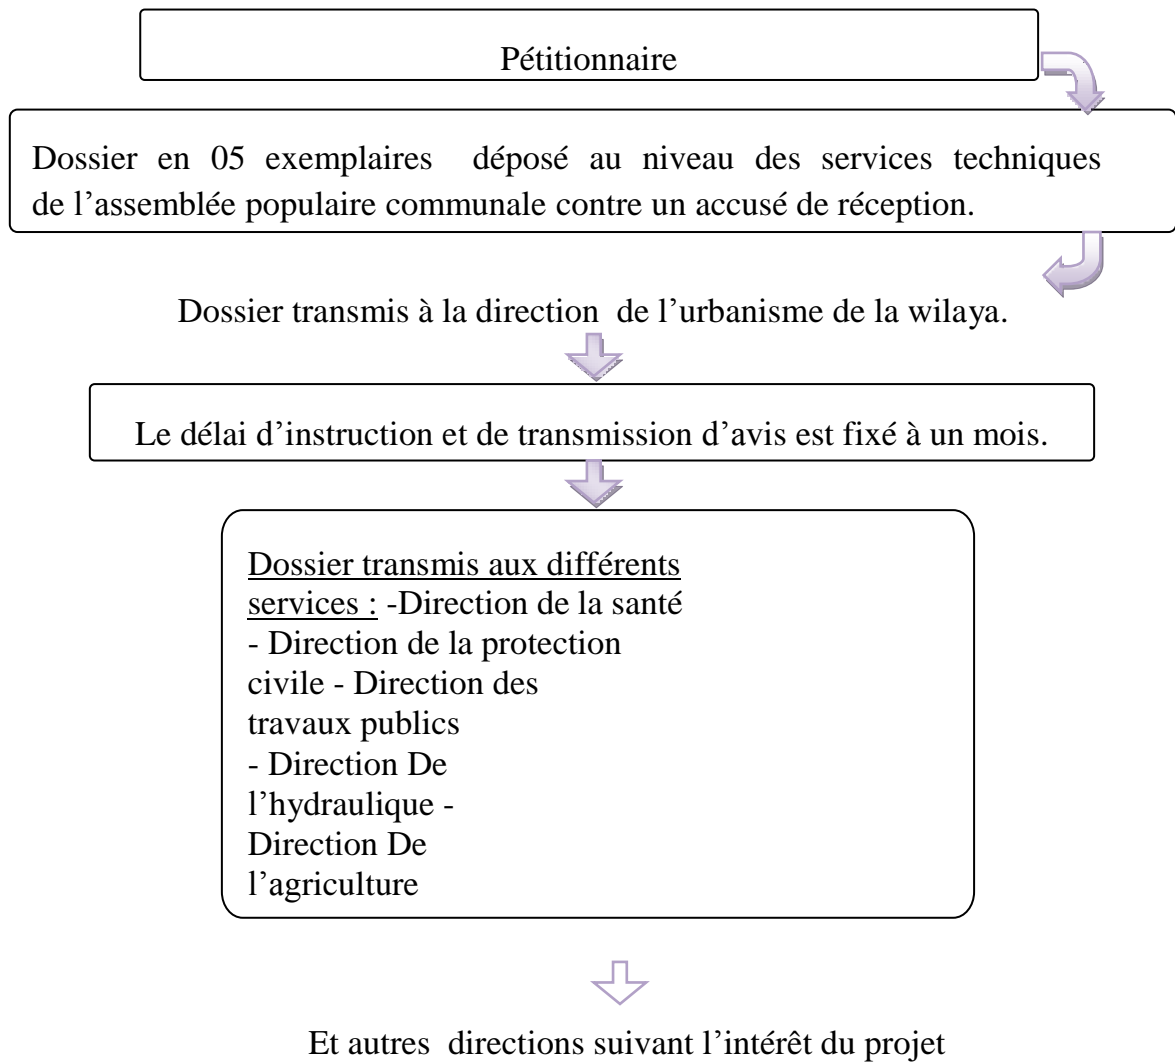 Pétitionnaire
Dossier en 05 exemplaires déposé au niveau des services techniques
de l’assemblée populaire communale contre un accusé de réception.
Dossier transmis à la direction de l’urbanisme de la wilaya.
Le délai d’instruction et de transmission d’avis est fixé à un mois.
Dossier transmis aux différents
services : -Direction de la santé
- Direction de la protection
civile - Direction des
travaux publics
- Direction De
l’hydraulique -
Direction De
l’agriculture
Et autres directions suivant l’intérêt du projet